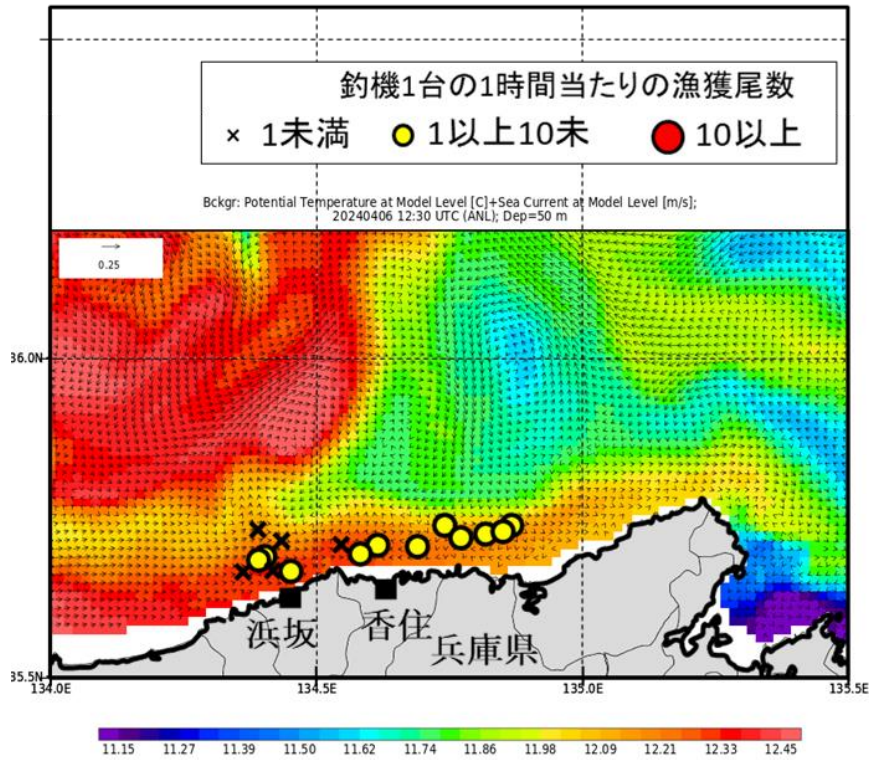 釣機1台の1時間当たりの漁獲尾数
× 1未満 1以上10未 10以上
Bckgr: Potential Temperature at Model Level [C]+Sea Current at Model Level [m/s];
20240406 12:30 UTC (ANL); Dep=50 m
0.25
36.0N
浜坂 香住 兵庫県
35.5N
134.0E 134.5E 135.0E 135.5E
11.15 11.27 11.39 11.50 11.62 11.74 11.86 11.98 12.09 12.21 12.33 12.45